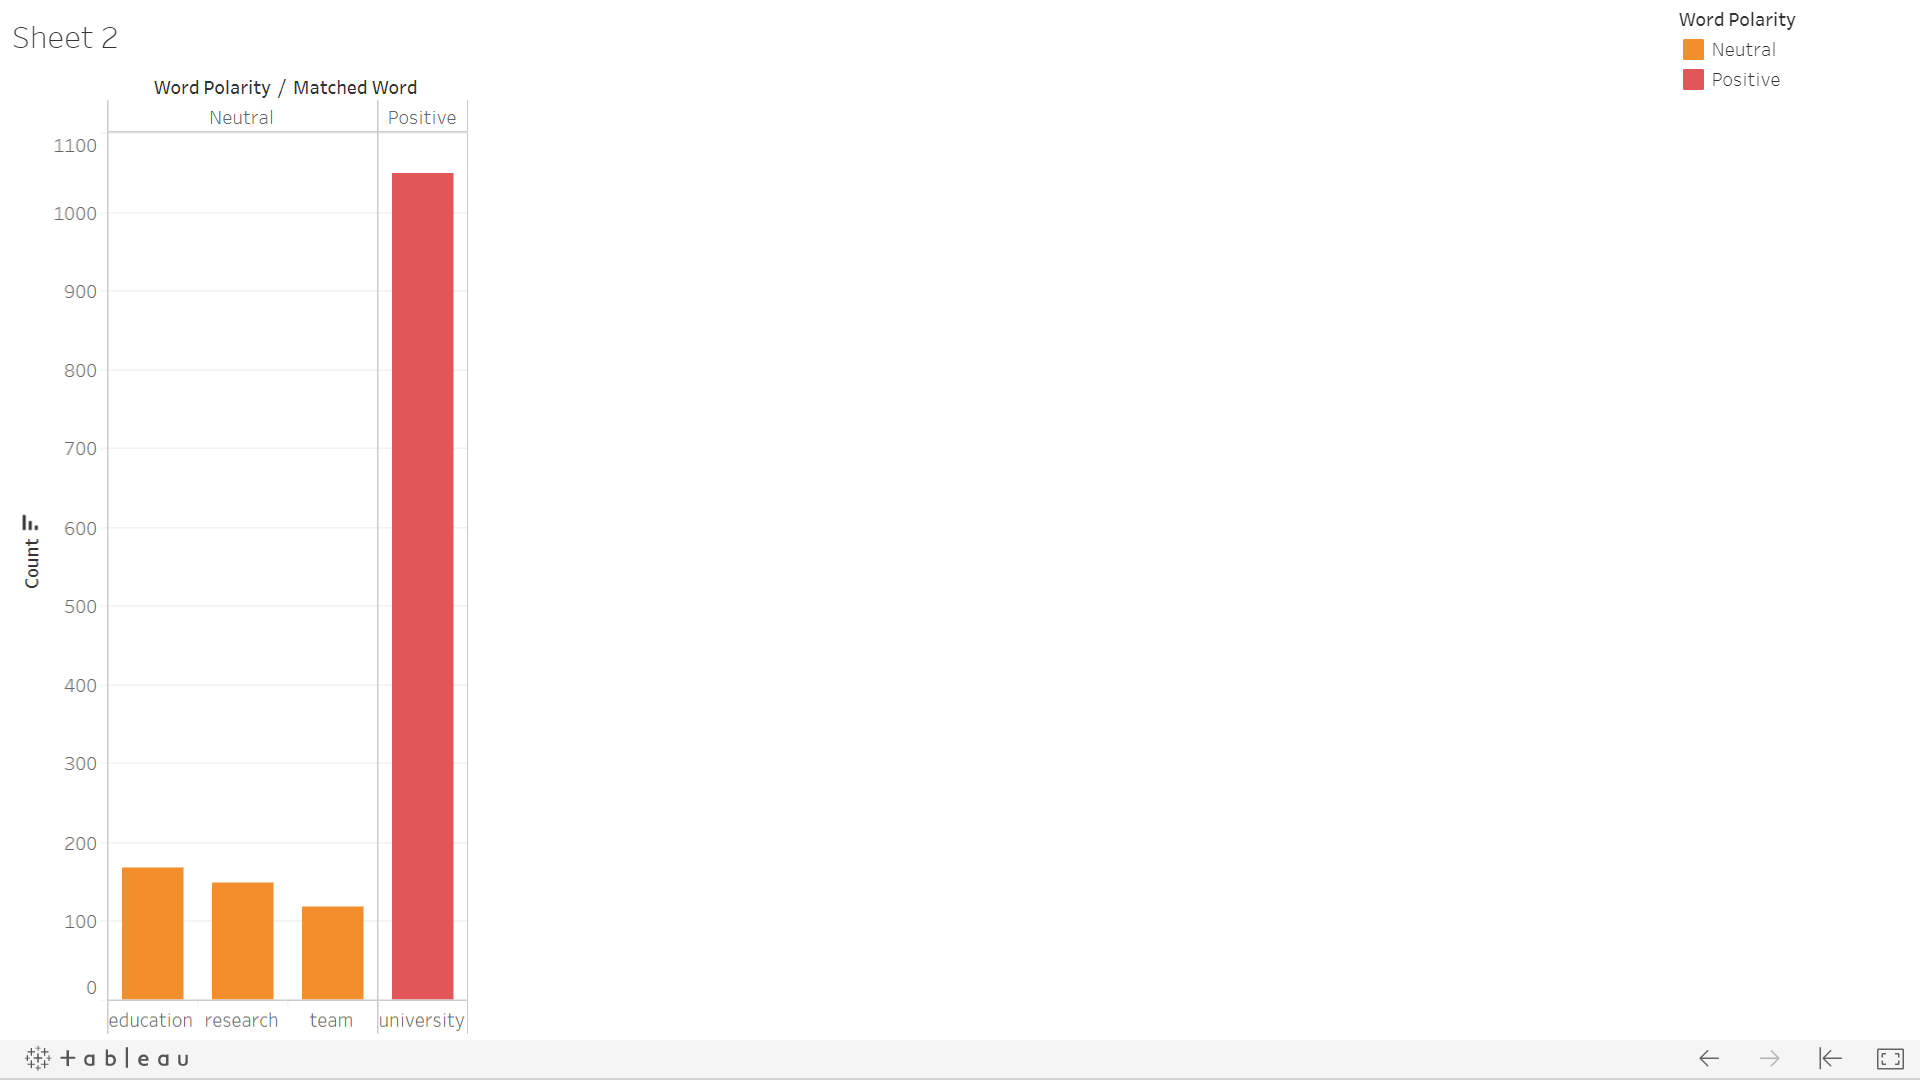 Sheet 2
Word Polarity / Matched Word
Neutral Positive
1100
1000
900
800
700
600
500
400
300
200
100
0
Count
education research team university
Word Polarity
Neutral
Positive
+ableau